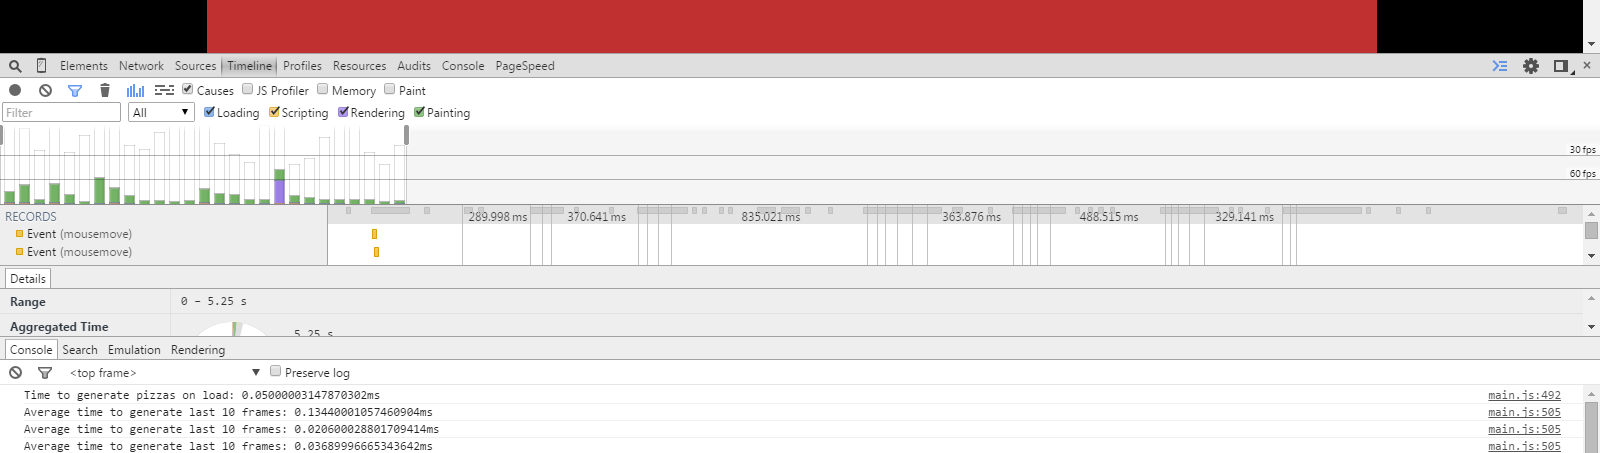 Elements Network Sources Timeline Profiles Resources Audits Console PageSpeed
Causes JS Profiler Memory Paint
Filter All Loading Scripting Rendering Painting
30 fps
60 fps
RECORDS 289.998 ms 370.641 ms 835.021 ms 363.876 ms 488.515 ms 329.141 ms
Event (mousemove)
Event (mousemove)
Details
Range 0 – 5.25 s
Aggregated Time 5.25 s
Console Search Emulation Rendering
<top frame> Preserve log
Time to generate pizzas on load: 0.05000003147870302ms main.js:492
Average time to generate last 10 frames: 0.13440001057460904ms main.js:505
Average time to generate last 10 frames: 0.020600028801709414ms main.js:505
Average time to generate last 10 frames: 0.03689996665343642ms main.js:505